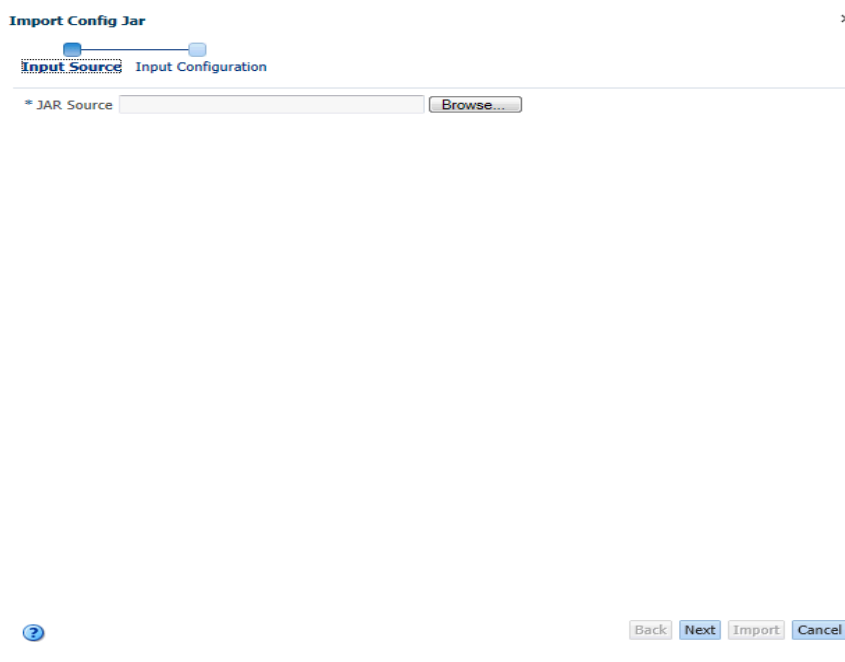 Import Config Jar
Input Source Input Configuration
* JAR Source Browse...
? Back Next Import Cancel